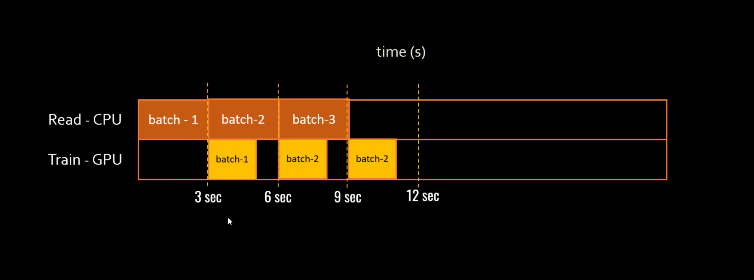 time (s)
Read - CPU batch - 1 batch-2 batch-3
Train - GPU batch-1 batch-2 batch-2
3 sec 6 sec 9 sec 12 sec